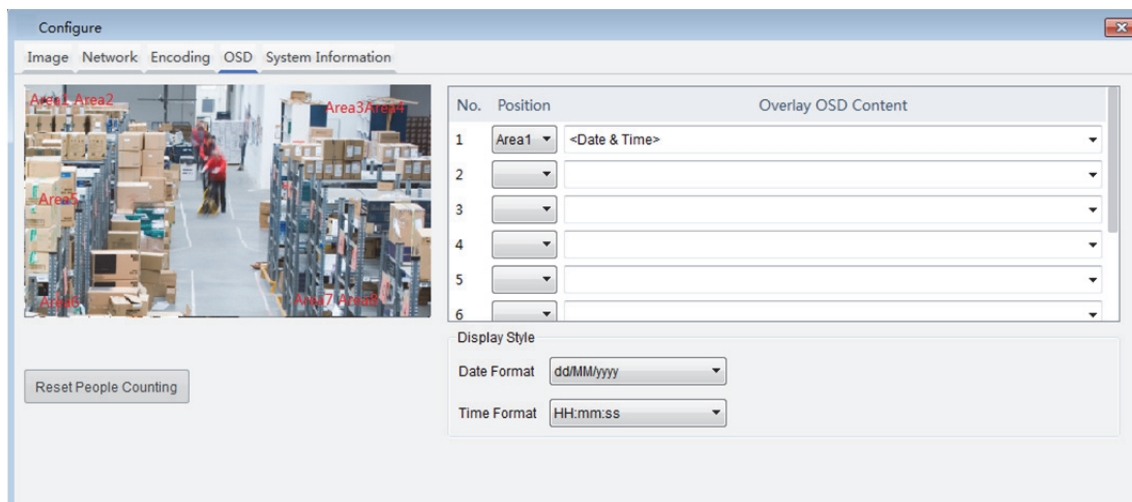 Configure
Image Network Encoding OSD System Information
Area1 Area2
Area3Area4
Area5
Area6
Area7 Area8
Reset People Counting
No. Position Overlay OSD Content
1 Area1 <Date & Time>
2
3
4
5
6
Display Style
Date Format dd/MM/yyyy
Time Format HH:mm:ss